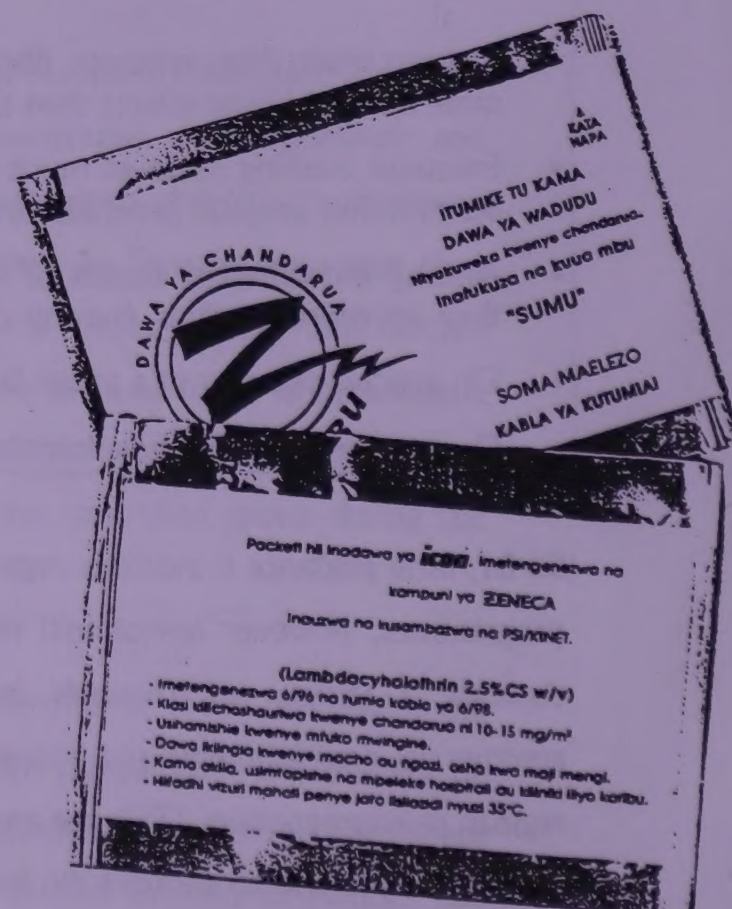 KATA
HAPA
ITUMIKE TU KAMA
DAWA YA WADUDU
Niyakuweka kwenye chandarua.
Inafukuza na kuua mbu
"SUMU"
SOMA MAELEZO
KABLA YA KUTUMIA!
DAWA YA CHANDARUA
Z
BU
Packeti hii inadawa ya ICON. Imetengenezwa na
kampuni ya ZENECA
Inauzwa na kusambazwa na PSI/KINET.
(Lambdacyhalothrin 2.5%CS w/v)
- Imetengenezwa 6/96 na tumia kabla ya 6/98.
- Kiasi kilichoshauriwa kwenye chandarua ni 10-15 mg/m²
- Usihamishie kwenye mfuko mwingine.
- Dawa ikiingia kwenye macho au ngozi, osha kwa maji mengi.
- Kama akila, usimtapishe na mpeleke hospitali au kliniki iliyo karibu.
- Hifadhi vizuri mahali penye joto lisilozidi nyuzi 35°C.